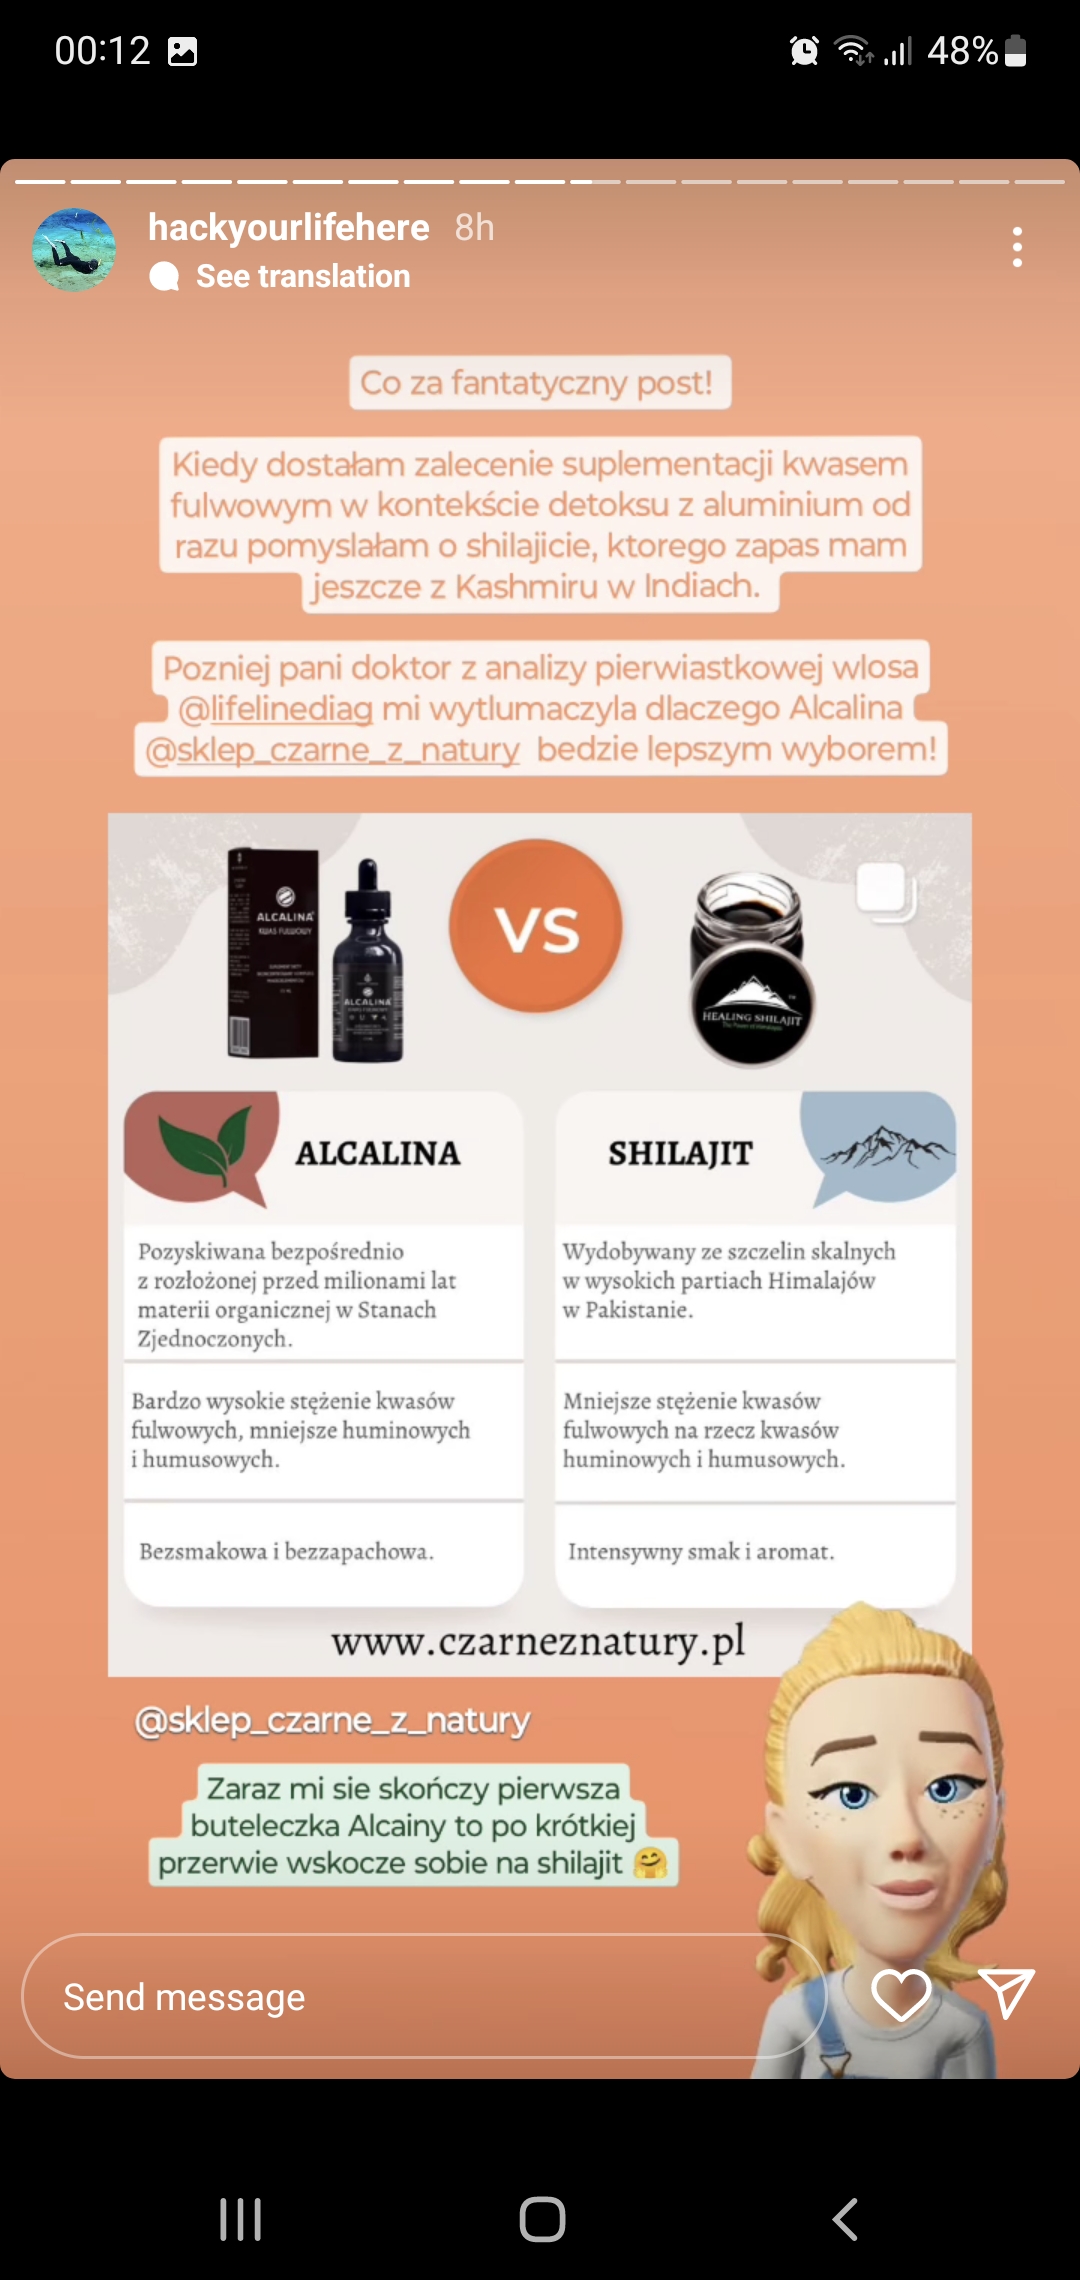 00:12
48%
hackyourlifehere 8h
See translation
Co za fantatyczny post!
Kiedy dostałam zalecenie suplementacji kwasem
fulwowym w kontekście detoksu z aluminium od
razu pomyslałam o shilajicie, ktorego zapas mam
jeszcze z Kashmiru w Indiach.
Pozniej pani doktor z analizy pierwiastkowej wlosa
@lifelinediag mi wytlumaczyla dlaczego Alcalina
@sklep_czarne_z_natury bedzie lepszym wyborem!
ALCALINA
KWAS FULWOWY
ALCALINA
VS
HEALING SHILAJIT
The Power of Himalayas
ALCALINA
SHILAJIT
Pozyskiwana bezpośrednio
z rozłożonej przed milionami lat
materii organicznej w Stanach
Zjednoczonych.
Wydobywany ze szczelin skalnych
w wysokich partiach Himalajów
w Pakistanie.
Bardzo wysokie stężenie kwasów
fulwowych, mniejsze huminowych
i humusowych.
Mniejsze stężenie kwasów
fulwowych na rzecz kwasów
huminowych i humusowych.
Bezsmakowa i bezzapachowa.
Intensywny smak i aromat.
www.czarneznatury.pl
@sklep_czarne_z_natury
Zaraz mi sie skończy pierwsza
buteleczka Alcainy to po krótkiej
przerwie wskocze sobie na shilajit 🤗
Send message